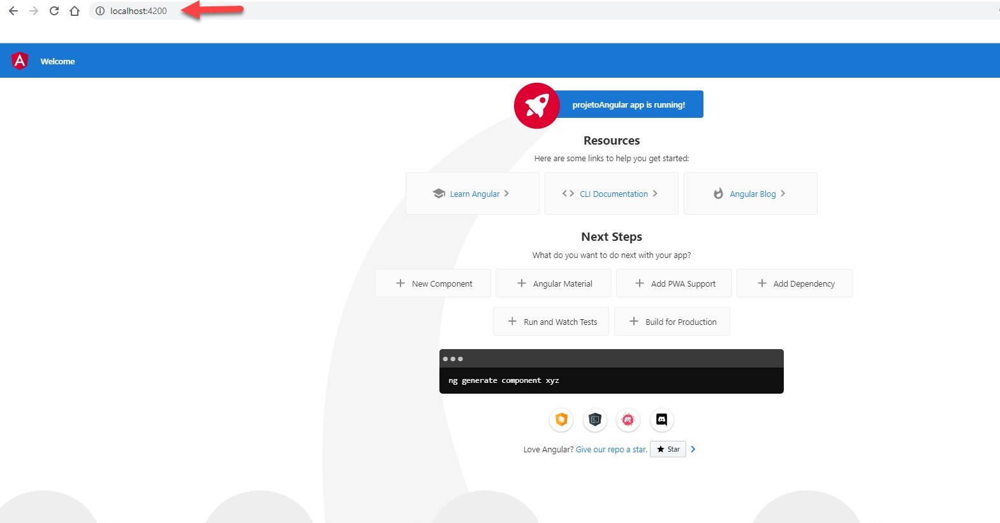 localhost:4200
Welcome
projetoAngular app is running!
Resources
Here are some links to help you get started:
Learn Angular
CLI Documentation
Angular Blog
Next Steps
What do you want to do next with your app?
New Component
Angular Material
Add PWA Support
Add Dependency
Run and Watch Tests
Build for Production
ng generate component xyz
Love Angular? Give our repo a star. Star